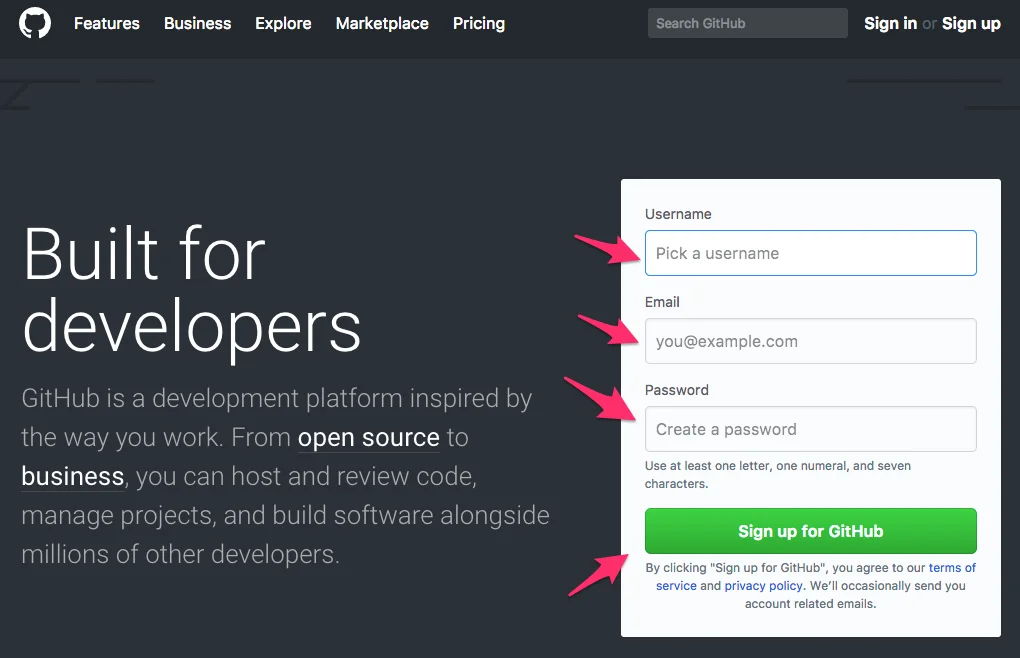 Features Business Explore Marketplace Pricing Search GitHub Sign in or Sign up
Built for
developers
GitHub is a development platform inspired by
the way you work. From open source to
business, you can host and review code,
manage projects, and build software alongside
millions of other developers.
Username
Pick a username
Email
you@example.com
Password
Create a password
Use at least one letter, one numeral, and seven
characters.
Sign up for GitHub
By clicking "Sign up for GitHub", you agree to our terms of
service and privacy policy. We’ll occasionally send you
account related emails.